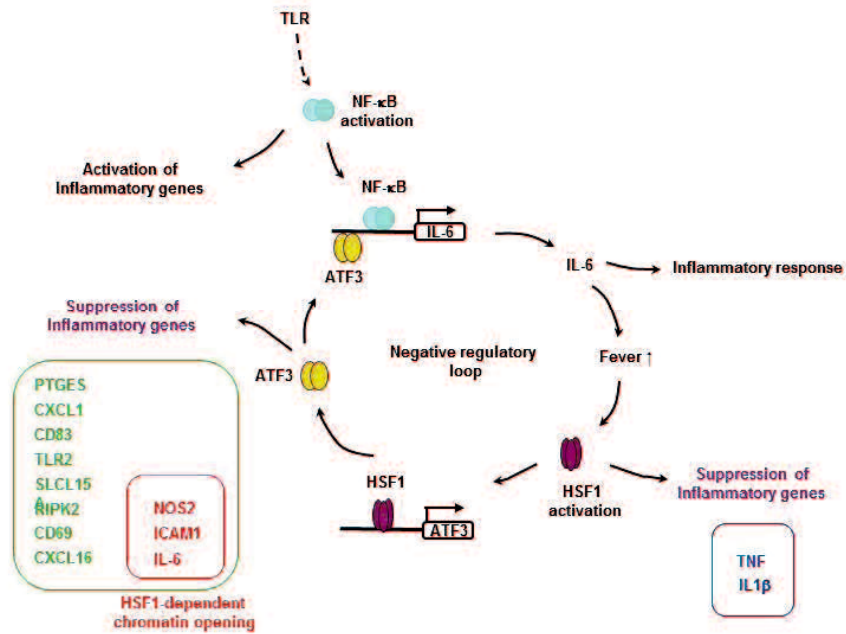 TLR
NF-κB
activation
Activation of
Inflammatory genes
NF-κB
IL-6
ATF3
IL-6
Inflammatory response
Suppression of
Inflammatory genes
Negative regulatory
loop
Fever ↑
ATF3
PTGES
CXCL1
CD83
TLR2
SLCL15
A
RIPK2
CD69
CXCL16
NOS2
ICAM1
IL-6
HSF1-dependent
chromatin opening
HSF1
ATF3
HSF1
activation
Suppression of
Inflammatory genes
TNF
IL1β